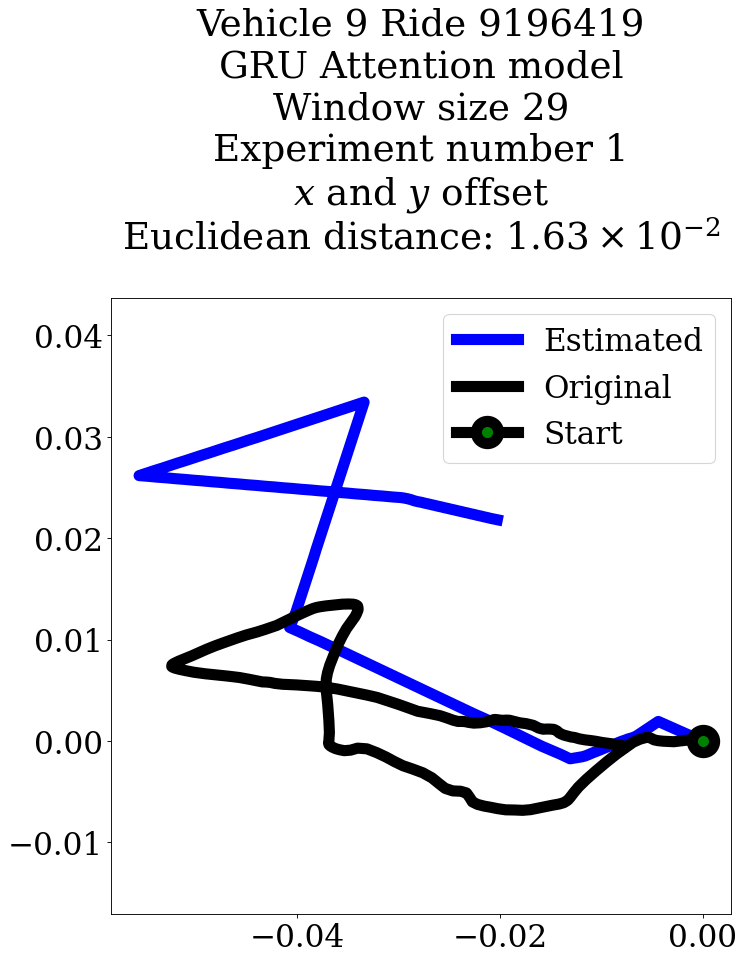 Vehicle 9 Ride 9196419
GRU Attention model
Window size 29
Experiment number 1
x and y offset
Euclidean distance: 1.63 × 10⁻²
Estimated
Original
Start
0.04
0.03
0.02
0.01
0.00
−0.01
−0.04
−0.02
0.00